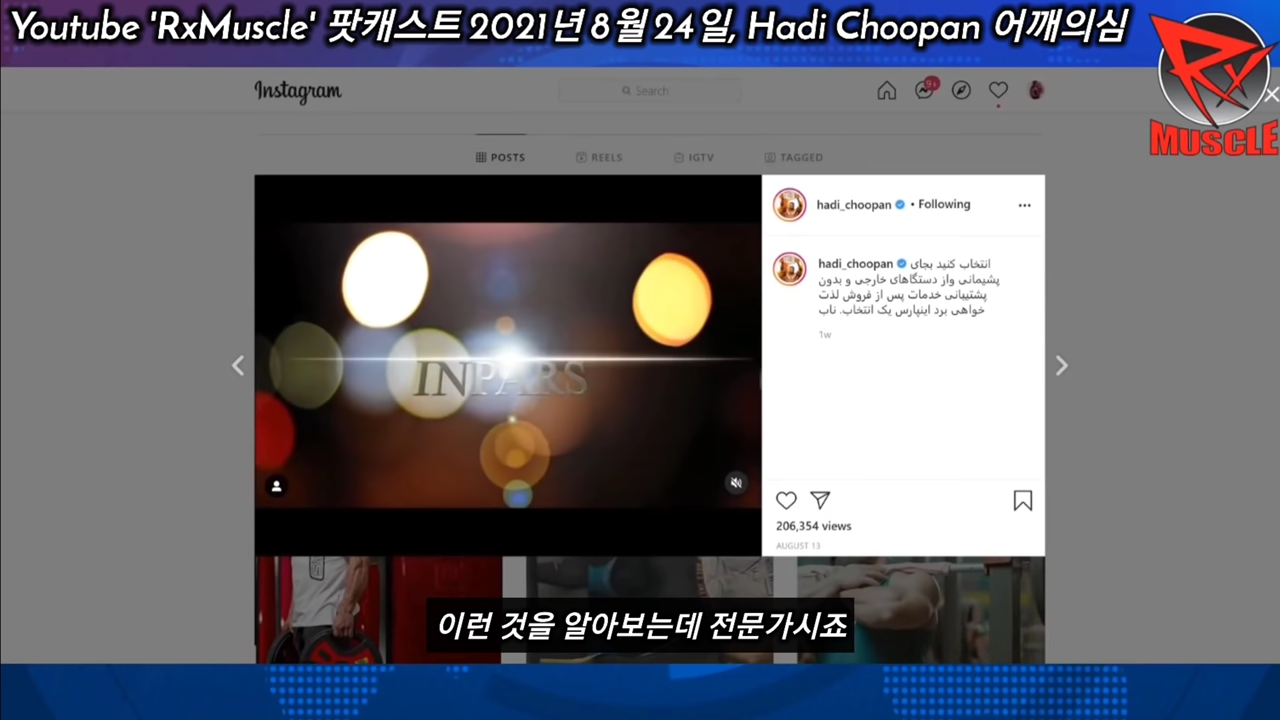 Youtube 'RxMuscle' 팟캐스트 2021년 8월 24일, Hadi Choopan 어깨의심
Rx
MUSCLE
Instagram
Search
9+
POSTS
REELS
IGTV
TAGGED
hadi_choopan • Following
hadi_choopan انتخاب کنید بجای
پشیمانی واز دستگاهای خارجی و بدون
پشتیبانی خدمات پس از فروش لذت
خواهی برد اینپارس یک انتخاب. ناب
1w
INPARS
206,354 views
AUGUST 13
이런 것을 알아보는데 전문가시죠